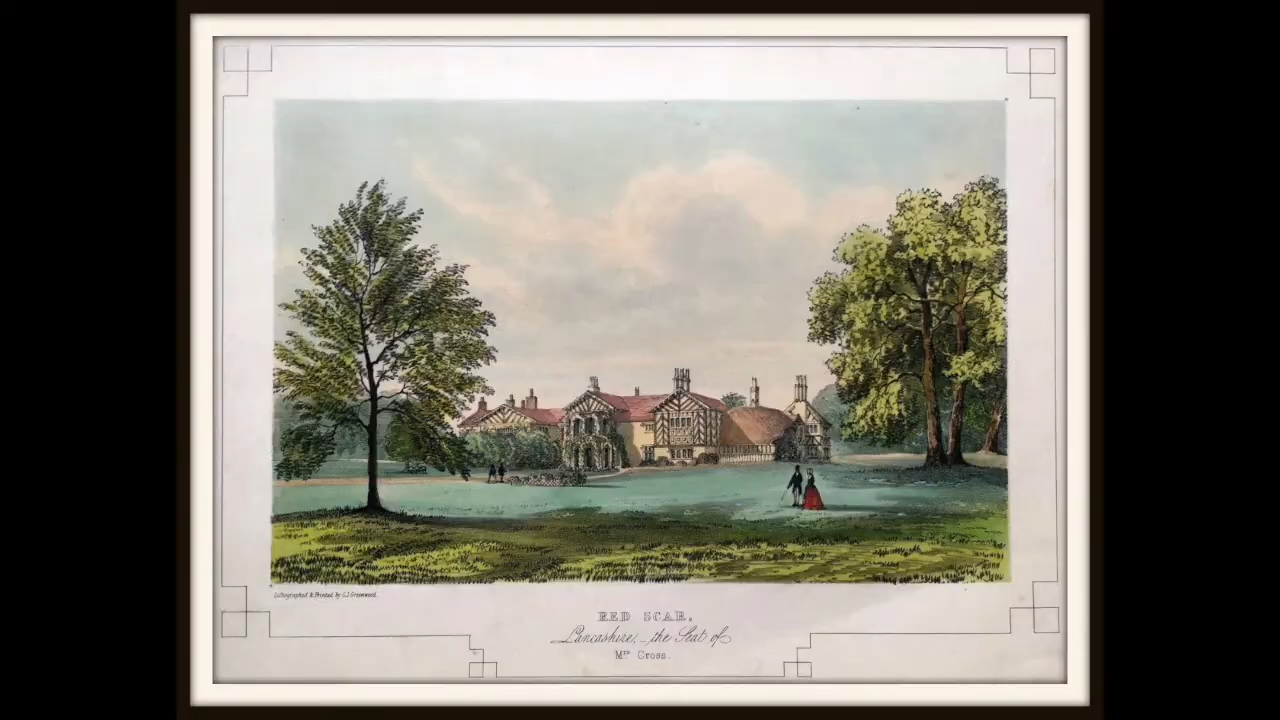 Lithographed & Printed by C.J. Greenwood.
RED SCAR,
Lancashire, _ the Seat of
Mrs Cross.